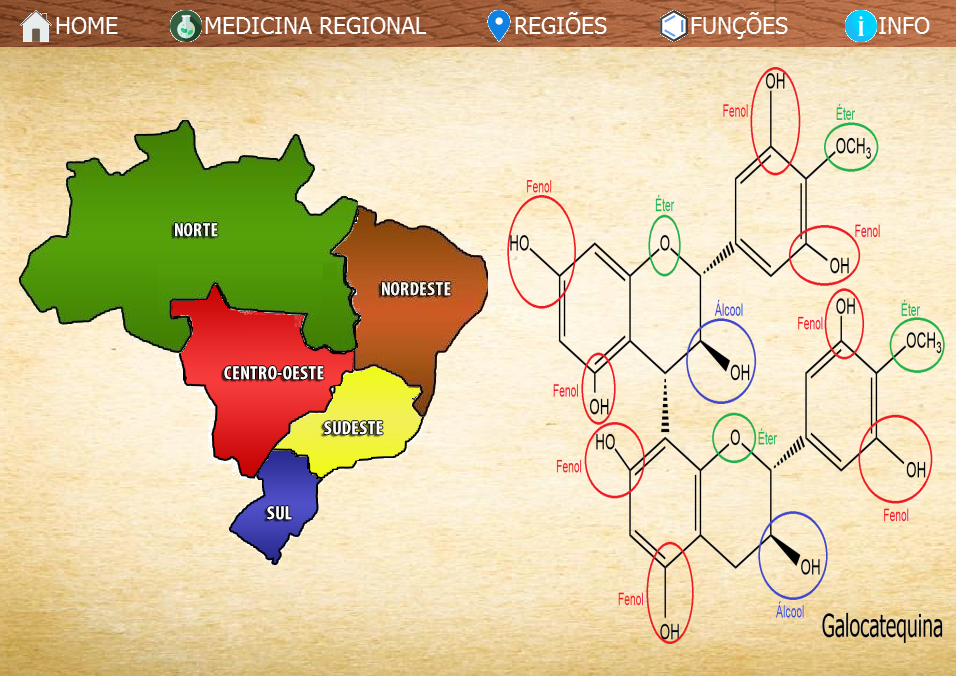 HOME
MEDICINA REGIONAL
REGIÕES
FUNÇÕES
INFO
NORTE
NORDESTE
CENTRO-OESTE
SUDESTE
SUL
OH
Fenol
Éter
OCH3
Fenol
OH
Fenol
HO
Éter
O
Álcool
OH
Fenol
OH
OH
Fenol
Éter
OCH3
HO
Fenol
O
Éter
OH
Fenol
OH
Álcool
Fenol
OH
Galocatequina